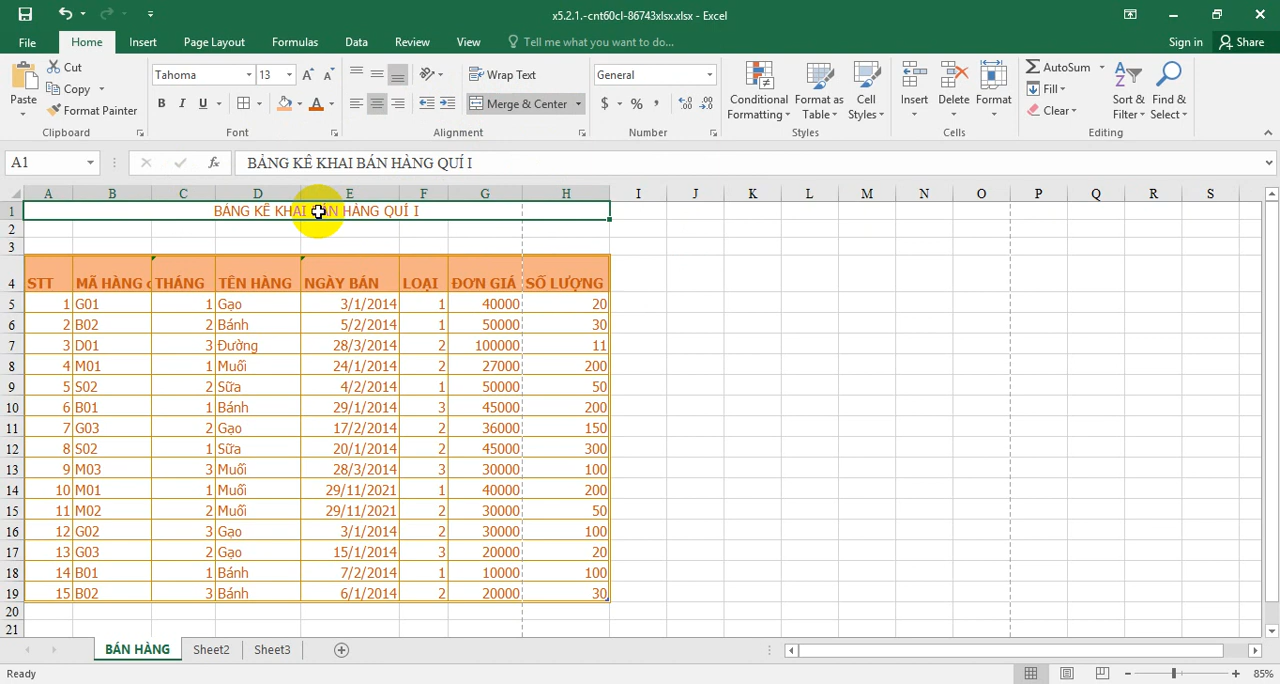 x5.2.1.-cnt60cl-86743xlsx.xlsx - Excel
File Home Insert Page Layout Formulas Data Review View Tell me what you want to do... Sign in Share
Paste Cut Copy Format Painter Clipboard
Tahoma 13 B I U Font
Wrap Text Merge & Center Alignment
General $ % , Number
Conditional Formatting Format as Table Cell Styles Styles
Insert Delete Format Cells
AutoSum Fill Clear Sort & Filter Find & Select Editing
A1 fx BẢNG KÊ KHAI BÁN HÀNG QUÍ I
A B C D E F G H I J K L M N O P Q R S
1 BẢNG KÊ KHAI BÁN HÀNG QUÍ I
2
3
4 STT MÃ HÀNG THÁNG TÊN HÀNG NGÀY BÁN LOẠI ĐƠN GIÁ SỐ LƯỢNG
5 1 G01 1 Gạo 3/1/2014 1 40000 20
6 2 B02 2 Bánh 5/2/2014 1 50000 30
7 3 D01 3 Đường 28/3/2014 2 100000 11
8 4 M01 1 Muối 24/1/2014 2 27000 200
9 5 S02 2 Sữa 4/2/2014 1 50000 50
10 6 B01 1 Bánh 29/1/2014 3 45000 200
11 7 G03 2 Gạo 17/2/2014 2 36000 150
12 8 S02 1 Sữa 20/1/2014 2 45000 300
13 9 M03 3 Muối 28/3/2014 3 30000 100
14 10 M01 1 Muối 29/11/2021 1 40000 200
15 11 M02 2 Muối 29/11/2021 2 30000 50
16 12 G02 3 Gạo 3/1/2014 2 30000 100
17 13 G03 2 Gạo 15/1/2014 3 20000 20
18 14 B01 1 Bánh 7/2/2014 1 10000 100
19 15 B02 3 Bánh 6/1/2014 2 20000 30
20
21
BÁN HÀNG Sheet2 Sheet3
Ready 85%